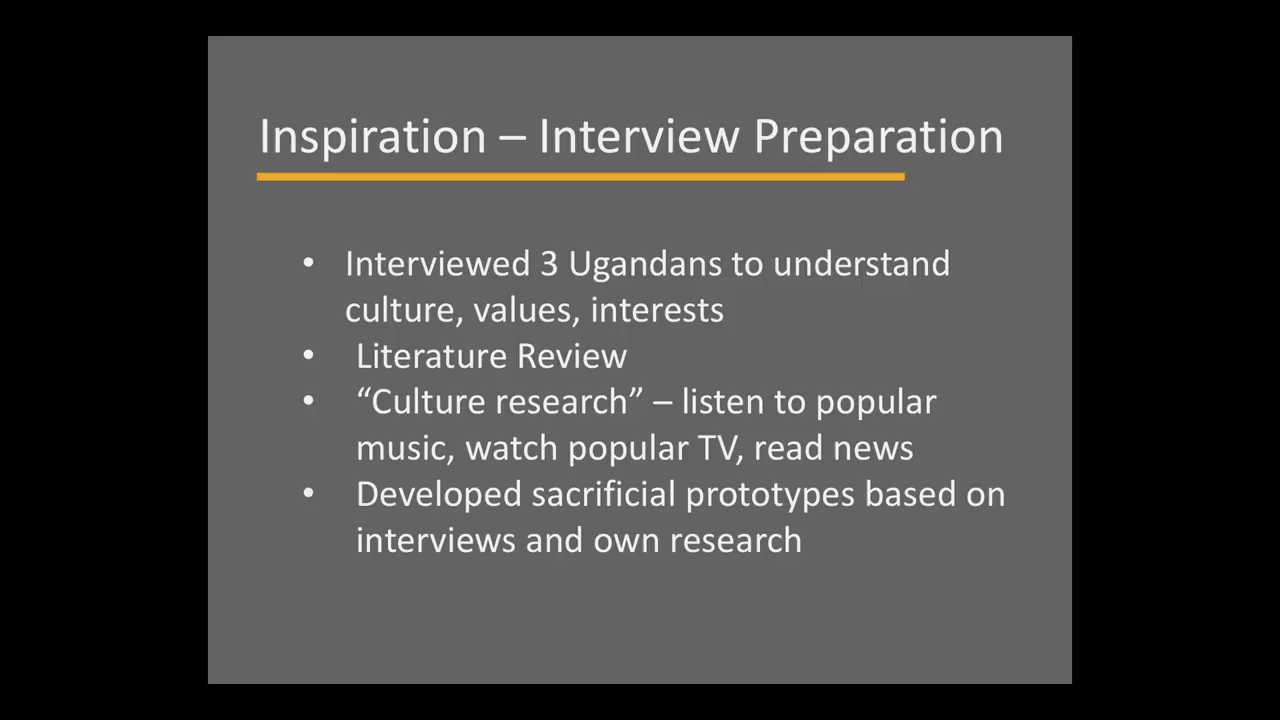 Inspiration – Interview Preparation
• Interviewed 3 Ugandans to understand
culture, values, interests
• Literature Review
• “Culture research” – listen to popular
music, watch popular TV, read news
• Developed sacrificial prototypes based on
interviews and own research